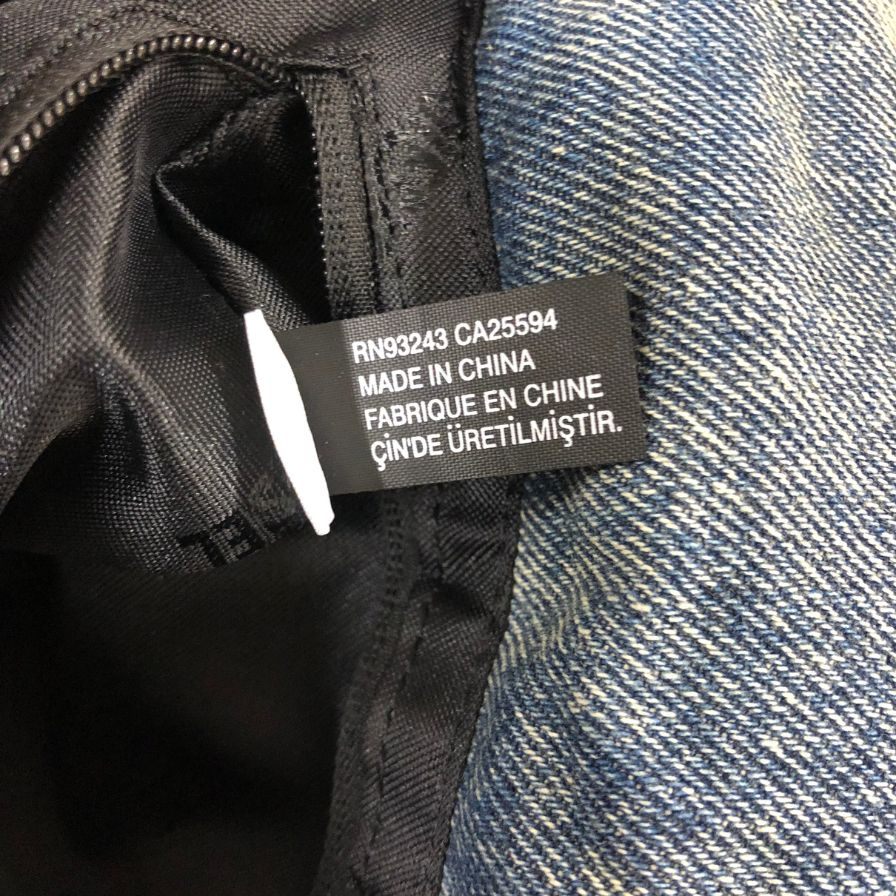 RN93243 CA25594
MADE IN CHINA
FABRIQUE EN CHINE
ÇİN'DE ÜRETİLMİŞTİR.